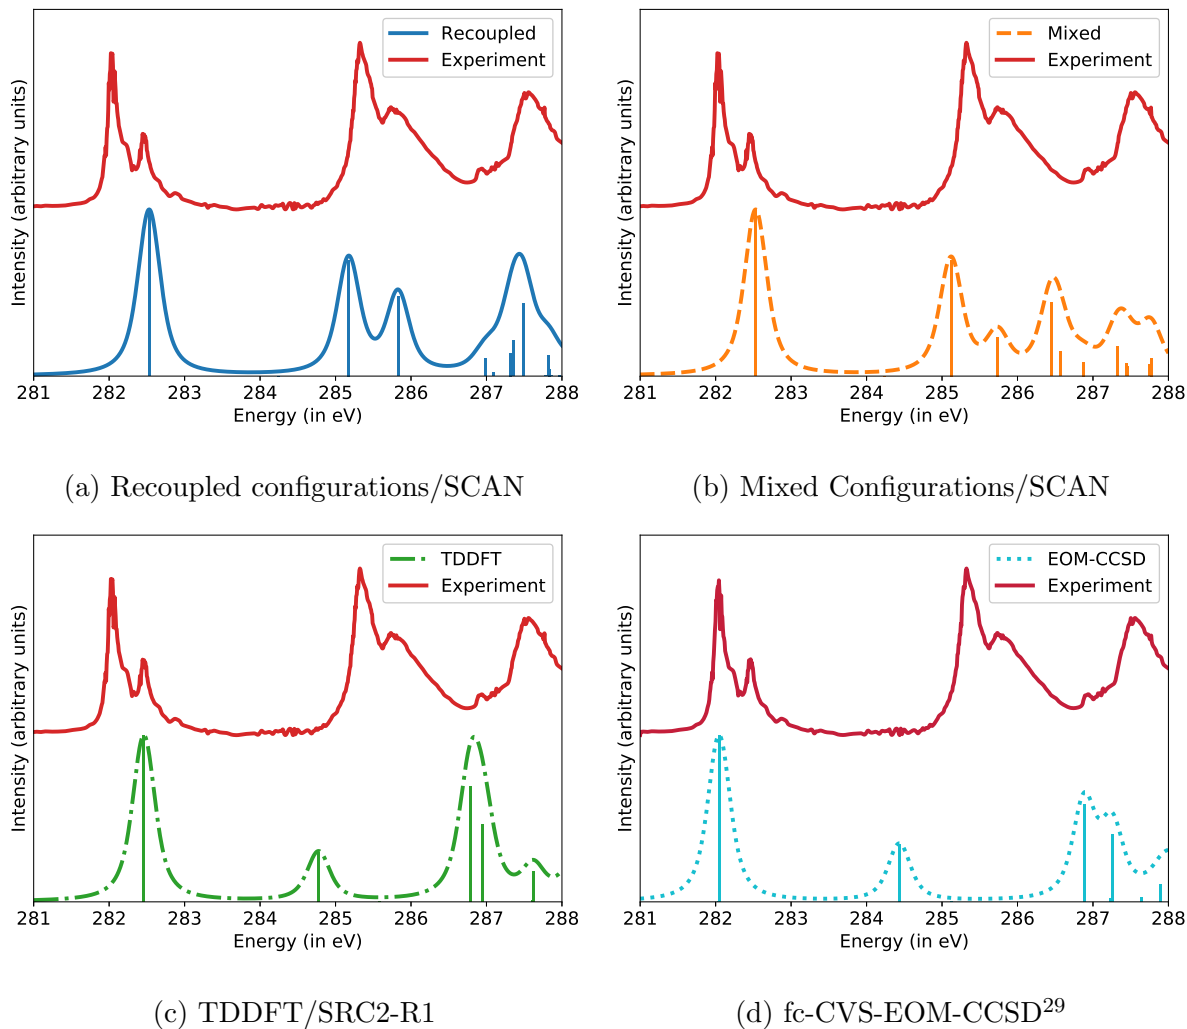 Intensity (arbitrary units)
Recoupled
Experiment
281 282 283 284 285 286 287 288
Energy (in eV)
(a) Recoupled configurations/SCAN
Intensity (arbitrary units)
Mixed
Experiment
281 282 283 284 285 286 287 288
Energy (in eV)
(b) Mixed Configurations/SCAN
Intensity (arbitrary units)
TDDFT
Experiment
281 282 283 284 285 286 287 288
Energy (in eV)
(c) TDDFT/SRC2-R1
Intensity (arbitrary units)
EOM-CCSD
Experiment
281 282 283 284 285 286 287 288
Energy (in eV)
(d) fc-CVS-EOM-CCSD²⁹